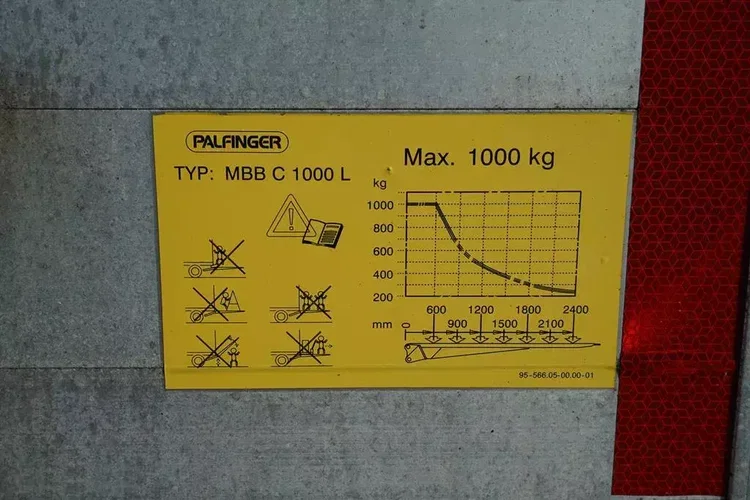 PALFINGER
TYP: MBB C 1000 L
Max. 1000 kg
kg
1000
800
600
400
200
600 1200 1800 2400
mm 0 900 1500 2100
95-566.05-00.00-01